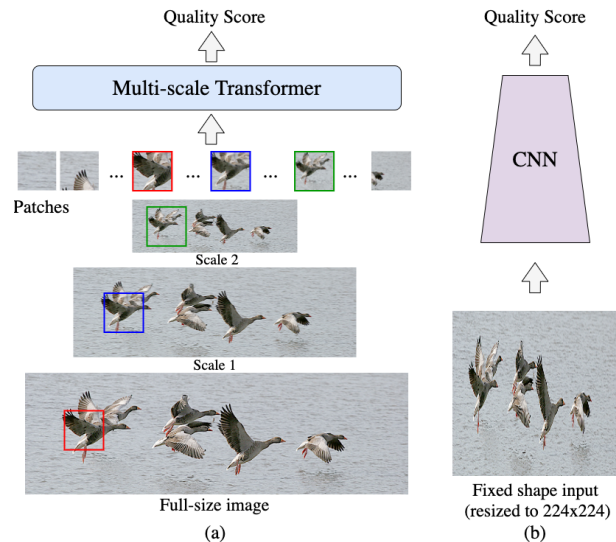 Quality Score
Multi-scale Transformer
... ... ... ...
Patches
Scale 2
Scale 1
Full-size image
(a)
Quality Score
CNN
Fixed shape input
(resized to 224x224)
(b)